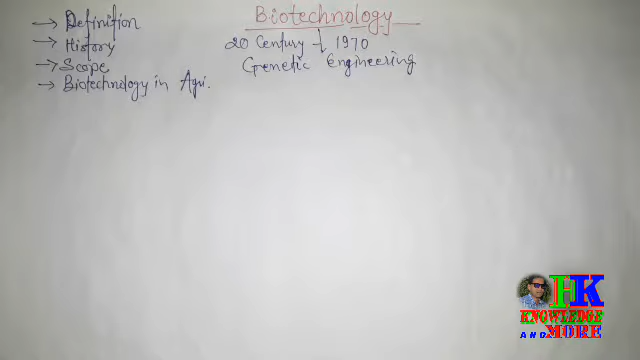 Biotechnology
→ Definition
→ History
→ Scope
→ Biotechnology in Agri.
20 Century → 1970
Genetic Engineering
HK
KNOWLEDGE
AND MORE